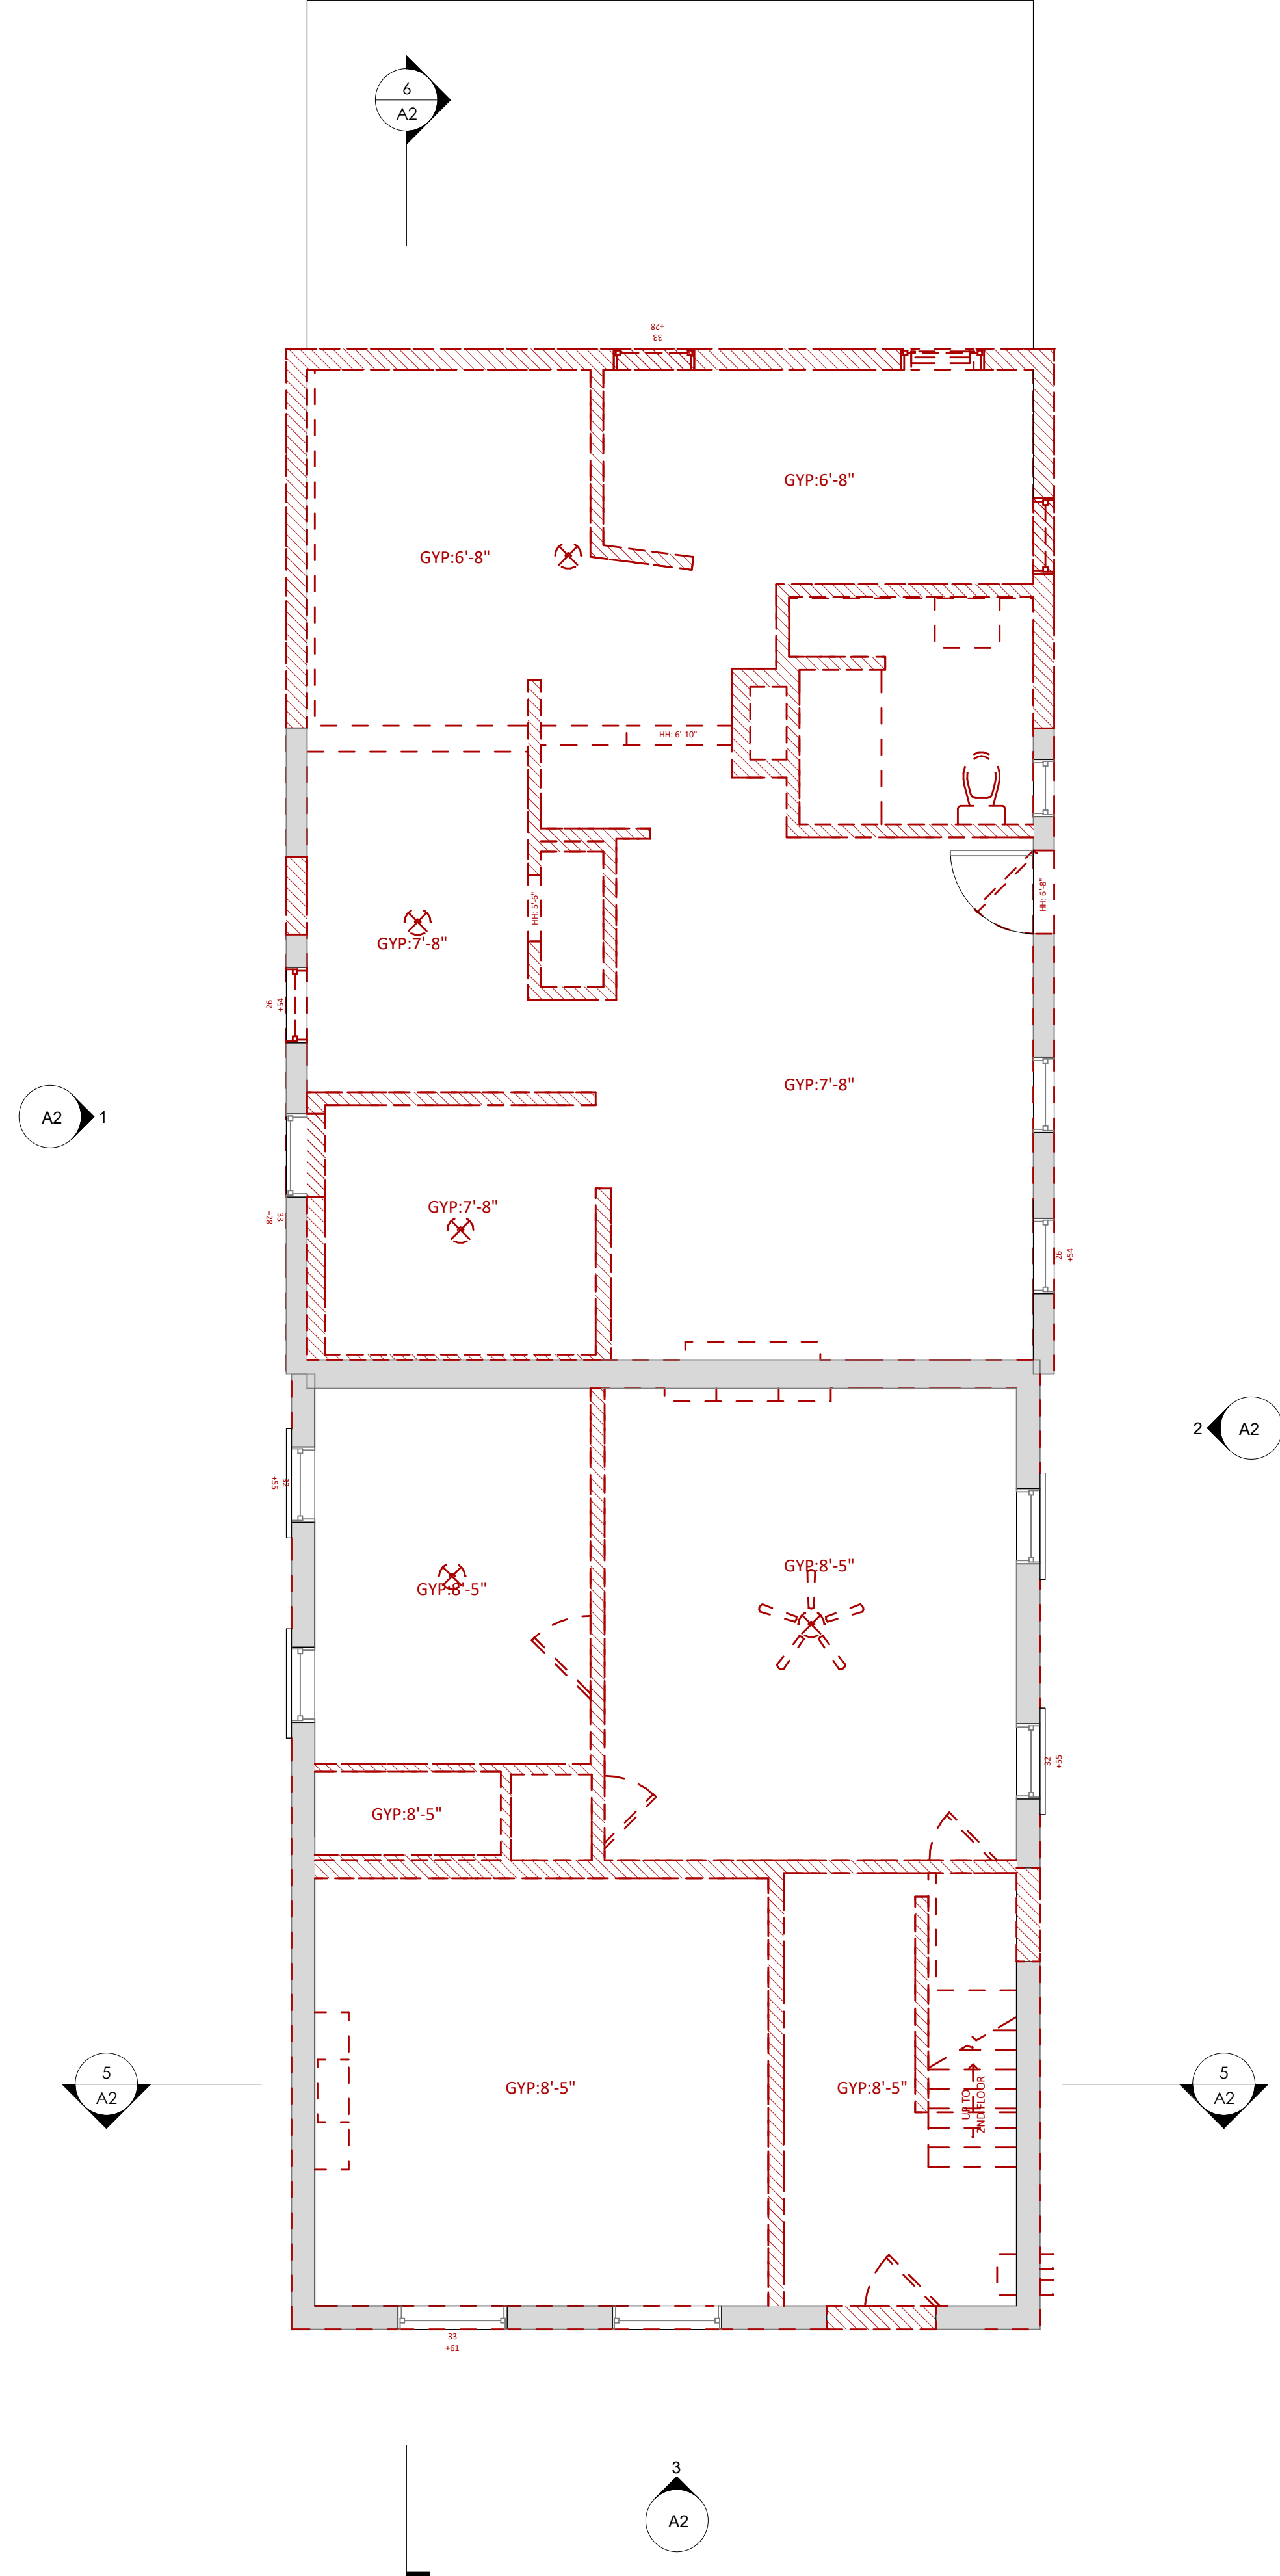 6
A2
+28
33
GYP:6'-8"
GYP:6'-8"
HH: 6'-10"
HH: 6'-8"
HH: 5'-6"
GYP:7'-8"
26
+54
GYP:7'-8"
A2
1
GYP:7'-8"
33
+28
26
+54
2
A2
32
+55
GYP:8'-5"
GYP:8'-5"
32
+55
GYP:8'-5"
5
A2
GYP:8'-5"
GYP:8'-5"
UP TO
2ND FLOOR
5
A2
33
+61
3
A2